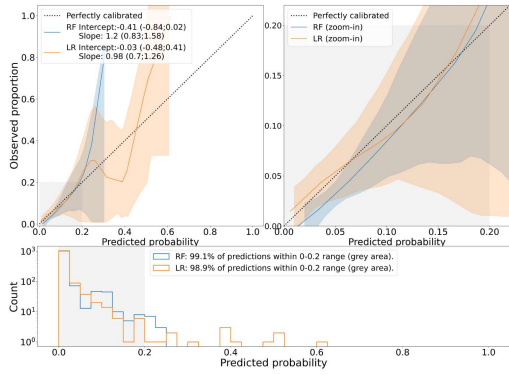 Perfectly calibrated
RF Intercept:-0.41 (-0.84;0.02)
Slope: 1.2 (0.83;1.58)
LR Intercept:-0.03 (-0.48;0.41)
Slope: 0.98 (0.7;1.26)
1.0
0.8
0.6
0.4
0.2
0.0
Observed proportion
0.0 0.2 0.4 0.6 0.8 1.0
Predicted probability
Perfectly calibrated
RF (zoom-in)
LR (zoom-in)
0.20
0.15
0.10
0.05
0.00
0.00 0.05 0.10 0.15 0.20
Predicted probability
RF: 99.1% of predictions within 0-0.2 range (grey area).
LR: 98.9% of predictions within 0-0.2 range (grey area).
10³
10²
10¹
10⁰
Count
0.0 0.2 0.4 0.6 0.8 1.0
Predicted probability